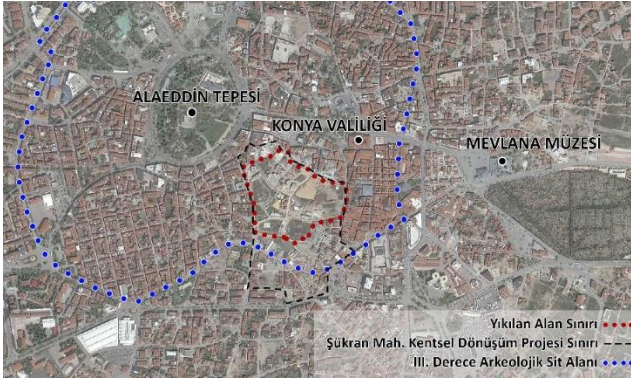 ALAEDDİN TEPESİ
KONYA VALİLİĞİ
MEVLANA MÜZESİ
Yıkılan Alan Sınırı
Şükran Mah. Kentsel Dönüşüm Projesi Sınırı
III. Derece Arkeolojik Sit Alanı